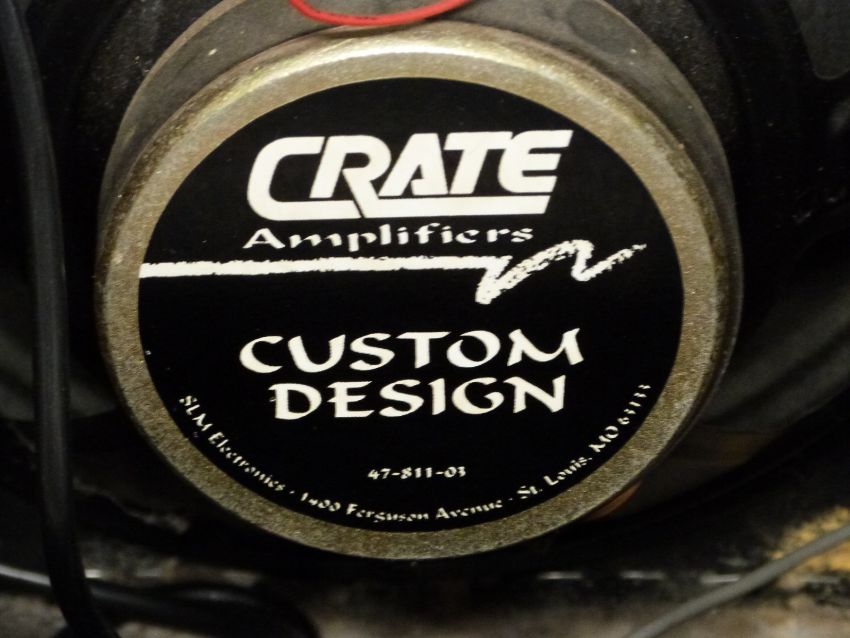 CRATE
Amplifiers
CUSTOM
DESIGN
47-811-03
SLM Electronics · 1400 Ferguson Avenue · St. Louis, MO 63133